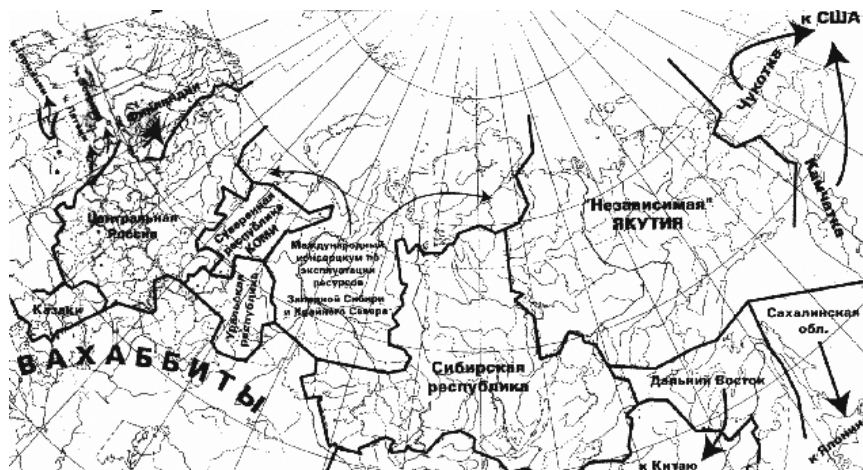 к США
Чукотка
Камчатка
Финляндии
Центральная
Россия
Суверенная
республика
КОМИ
"Независимая"
ЯКУТИЯ
Международный
консорциум по
эксплуатации
ресурсов
Западной Сибири
и Крайнего Севера
Уральская
республика
Казаки
ВАХАББИТЫ
Сибирская
республика
Сахалинская
обл.
Дальний Восток
к Китаю
к Японии